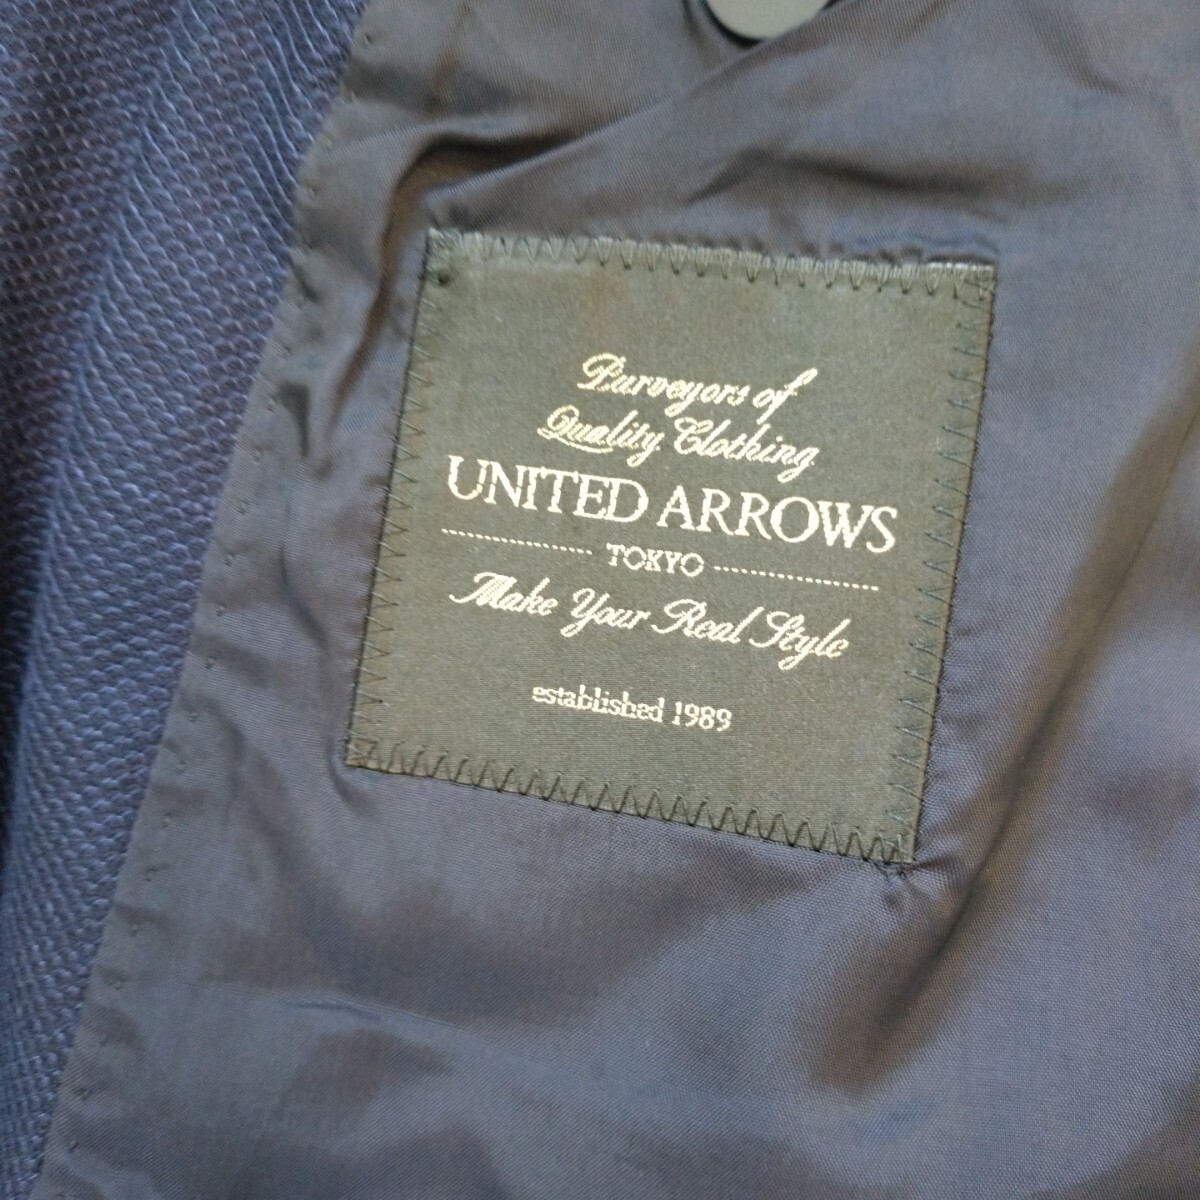 Purveyors of
Quality Clothing
UNITED ARROWS
TOKYO
Make Your Real Style
established 1989